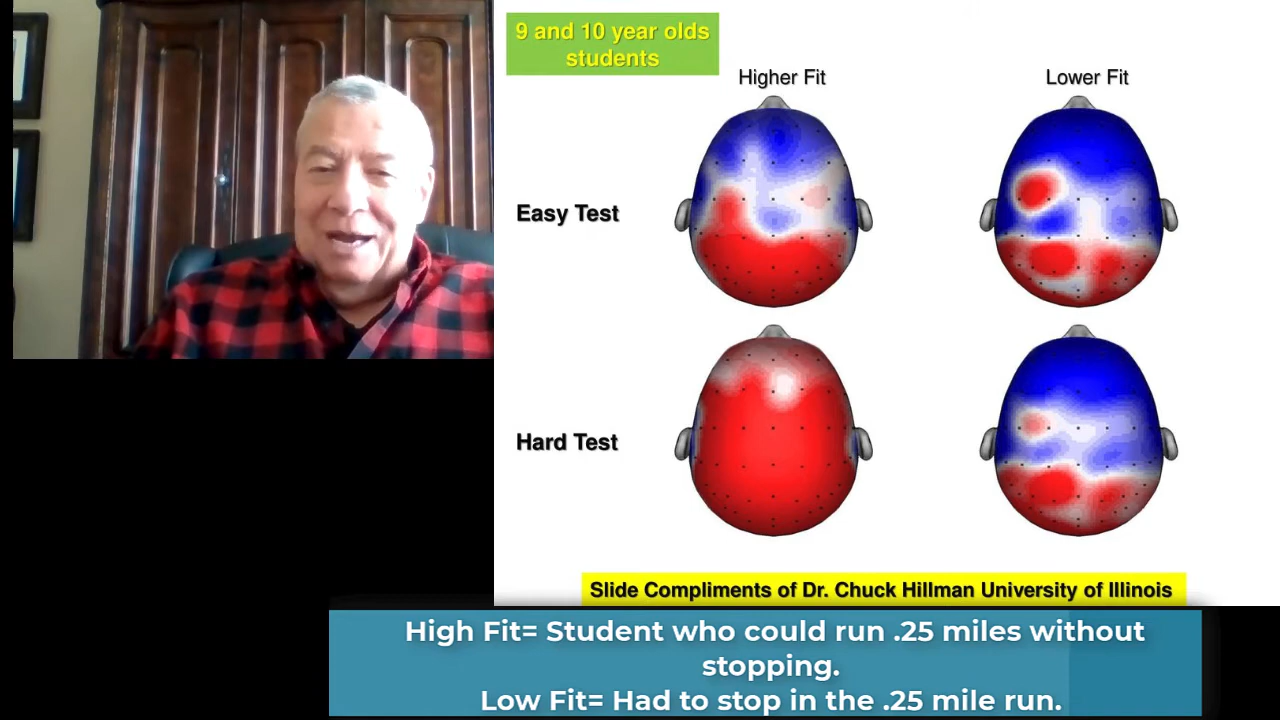 9 and 10 year olds
students
Higher Fit
Lower Fit
Easy Test
Hard Test
Slide Compliments of Dr. Chuck Hillman University of Illinois
High Fit= Student who could run .25 miles without
stopping.
Low Fit= Had to stop in the .25 mile run.